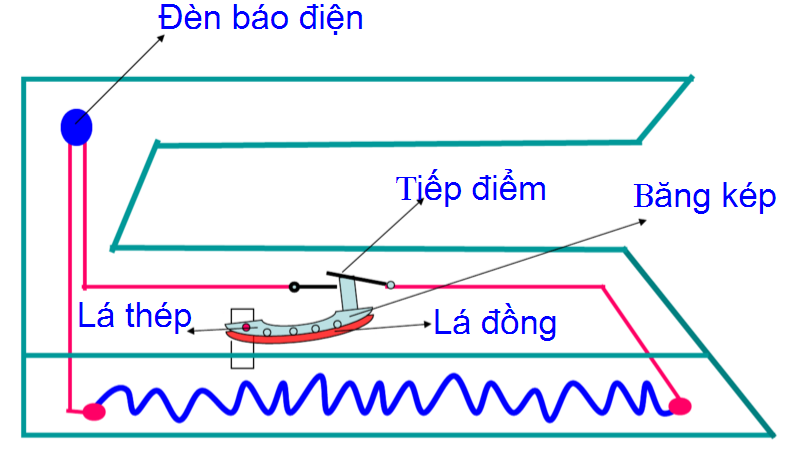 Đèn báo điện
Tiếp điểm
Băng kép
Lá thép
Lá đồng